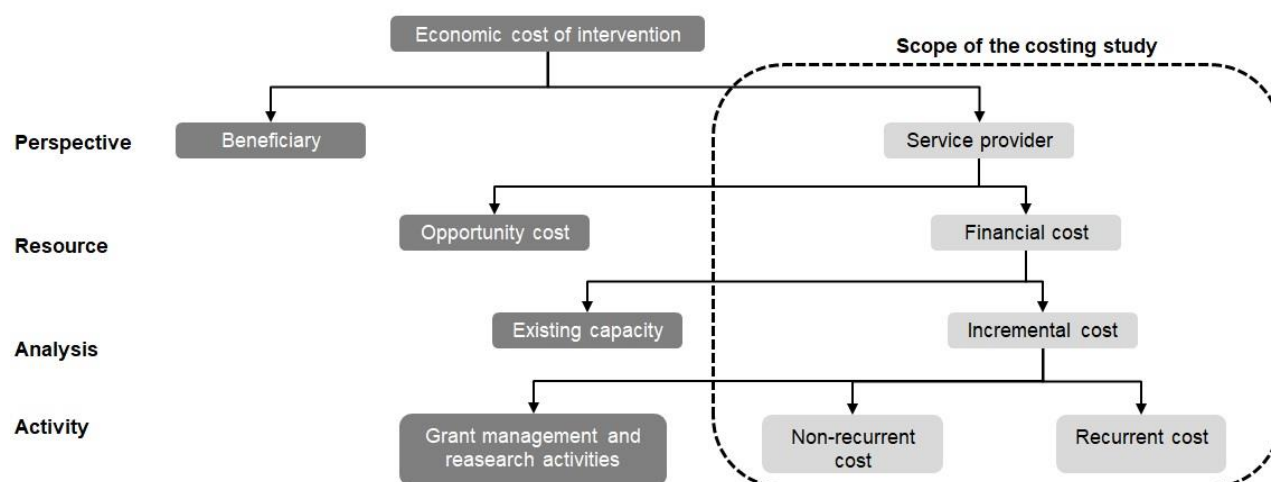 Economic cost of intervention
Scope of the costing study
Perspective
Beneficiary
Service provider
Resource
Opportunity cost
Financial cost
Analysis
Existing capacity
Incremental cost
Activity
Grant management and
reasearch activities
Non-recurrent
cost
Recurrent cost